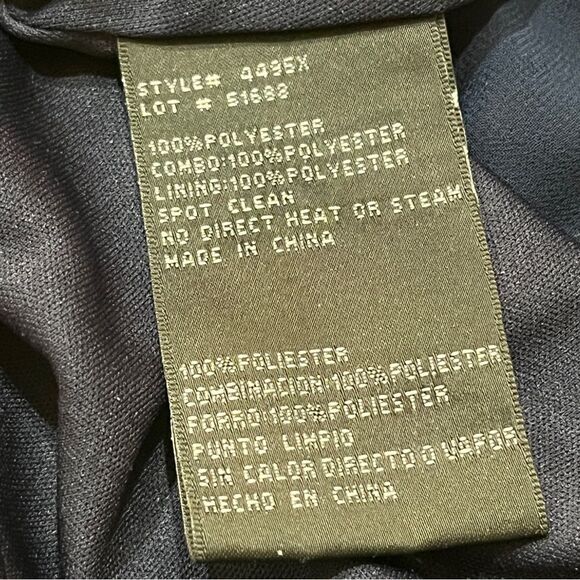 STYLE# 4495X
LOT # 51683
100%POLYESTER
COMBO:100%POLYESTER
LINING:100%POLYESTER
SPOT CLEAN
NO DIRECT HEAT OR STEAM
MADE IN CHINA
100%POLIESTER
COMBINACION:100%POLIESTER
FORRO:100%POLIESTER
PUNTO LIMPIO
SIN CALOR DIRECTO O VAPOR
HECHO EN CHINA